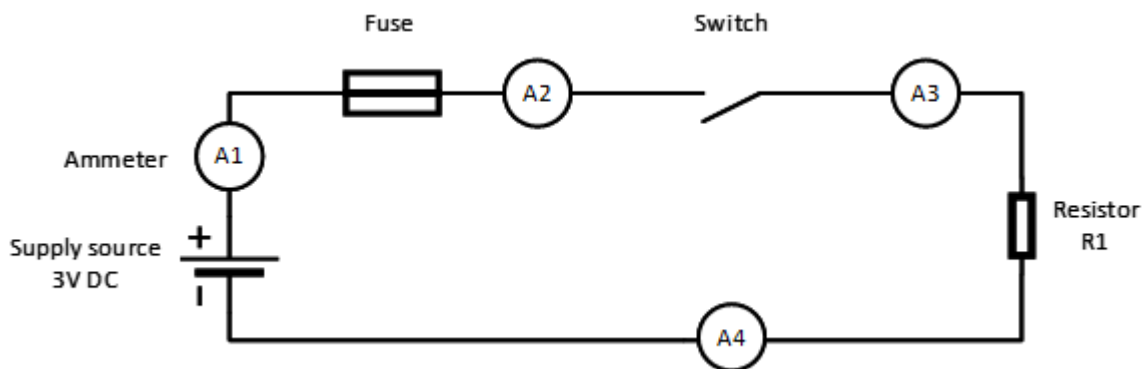 Fuse
Switch
A2
A3
Ammeter
A1
Resistor
R1
Supply source
3V DC
+
–
A4